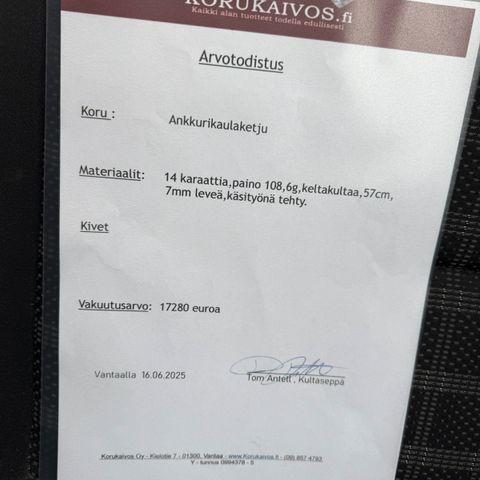 KORUKAIVOS.fi
Kaikki alan tuotteet todella edullisesti
Arvotodistus
Koru :
Ankkurikaulaketju
Materiaalit: 14 karaattia,paino 108,6g,keltakultaa,57cm,
7mm leveä,käsityönä tehty.
Kivet
Vakuutusarvo: 17280 euroa
Vantaalla 16.06.2025
Tom Antell , Kultaseppä
Korukaivos Oy - Kielotie 7 - 01300, Vantaa - www.Korukaivos.fi - (09) 857 4793
Y - tunnus 0994378 - 5